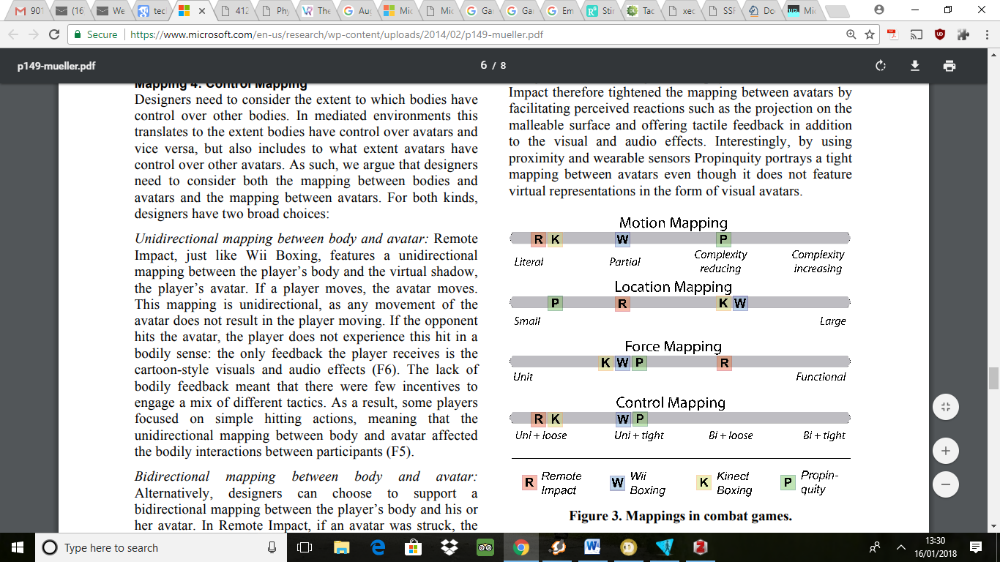 901
(16
We
tec
412
Phy
The
Aug
Mic
Mic
Gar
Gar
Em
Stir
Tac
xec
SSF
Do
Mi
Secure
https://www.microsoft.com/en-us/research/wp-content/uploads/2014/02/p149-mueller.pdf
p149-mueller.pdf
6 / 8
Mapping 4: Control Mapping
Designers need to consider the extent to which bodies have
control over other bodies. In mediated environments this
translates to the extent bodies have control over avatars and
vice versa, but also includes to what extent avatars have
control over other avatars. As such, we argue that designers
need to consider both the mapping between bodies and
avatars and the mapping between avatars. For both kinds,
designers have two broad choices:
Unidirectional mapping between body and avatar: Remote
Impact, just like Wii Boxing, features a unidirectional
mapping between the player's body and the virtual shadow,
the player's avatar. If a player moves, the avatar moves.
This mapping is unidirectional, as any movement of the
avatar does not result in the player moving. If the opponent
hits the avatar, the player does not experience this hit in a
bodily sense: the only feedback the player receives is the
cartoon-style visuals and audio effects (F6). The lack of
bodily feedback meant that there were few incentives to
engage a mix of different tactics. As a result, some players
focused on simple hitting actions, meaning that the
unidirectional mapping between body and avatar affected
the bodily interactions between participants (F5).
Bidirectional mapping between body and avatar:
Alternatively, designers can choose to support a
bidirectional mapping between the player's body and his or
her avatar. In Remote Impact, if an avatar was struck, the
Impact therefore tightened the mapping between avatars by
facilitating perceived reactions such as the projection on the
malleable surface and offering tactile feedback in addition
to the visual and audio effects. Interestingly, by using
proximity and wearable sensors Propinquity portrays a tight
mapping between avatars even though it does not feature
virtual representations in the form of visual avatars.
Motion Mapping
R K W P
Literal Partial Complexity Complexity
reducing increasing
Location Mapping
P R K W
Small Large
Force Mapping
K W P R
Unit Functional
Control Mapping
R K W P
Uni + loose Uni + tight Bi + loose Bi + tight
R Remote W Wii K Kinect P Propin-
Impact Boxing Boxing quity
Figure 3. Mappings in combat games.
Type here to search
13:30
16/01/2018